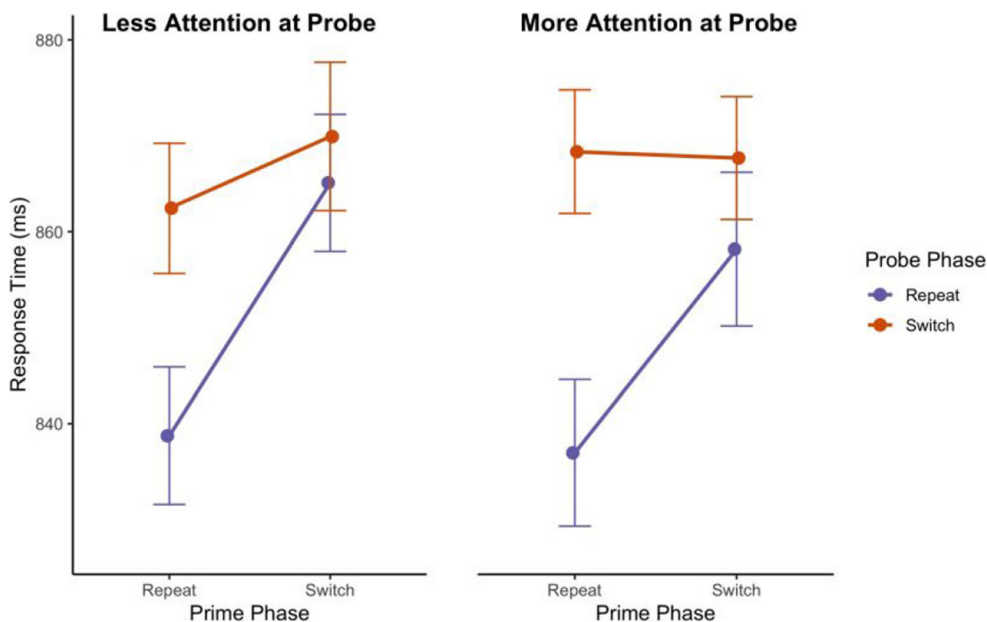 Less Attention at Probe
More Attention at Probe
880
860
840
Response Time (ms)
Repeat
Switch
Prime Phase
Repeat
Switch
Prime Phase
Probe Phase
Repeat
Switch